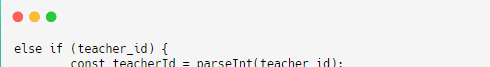 else if (teacher_id) {
const teacherId = parseInt(teacher_id);